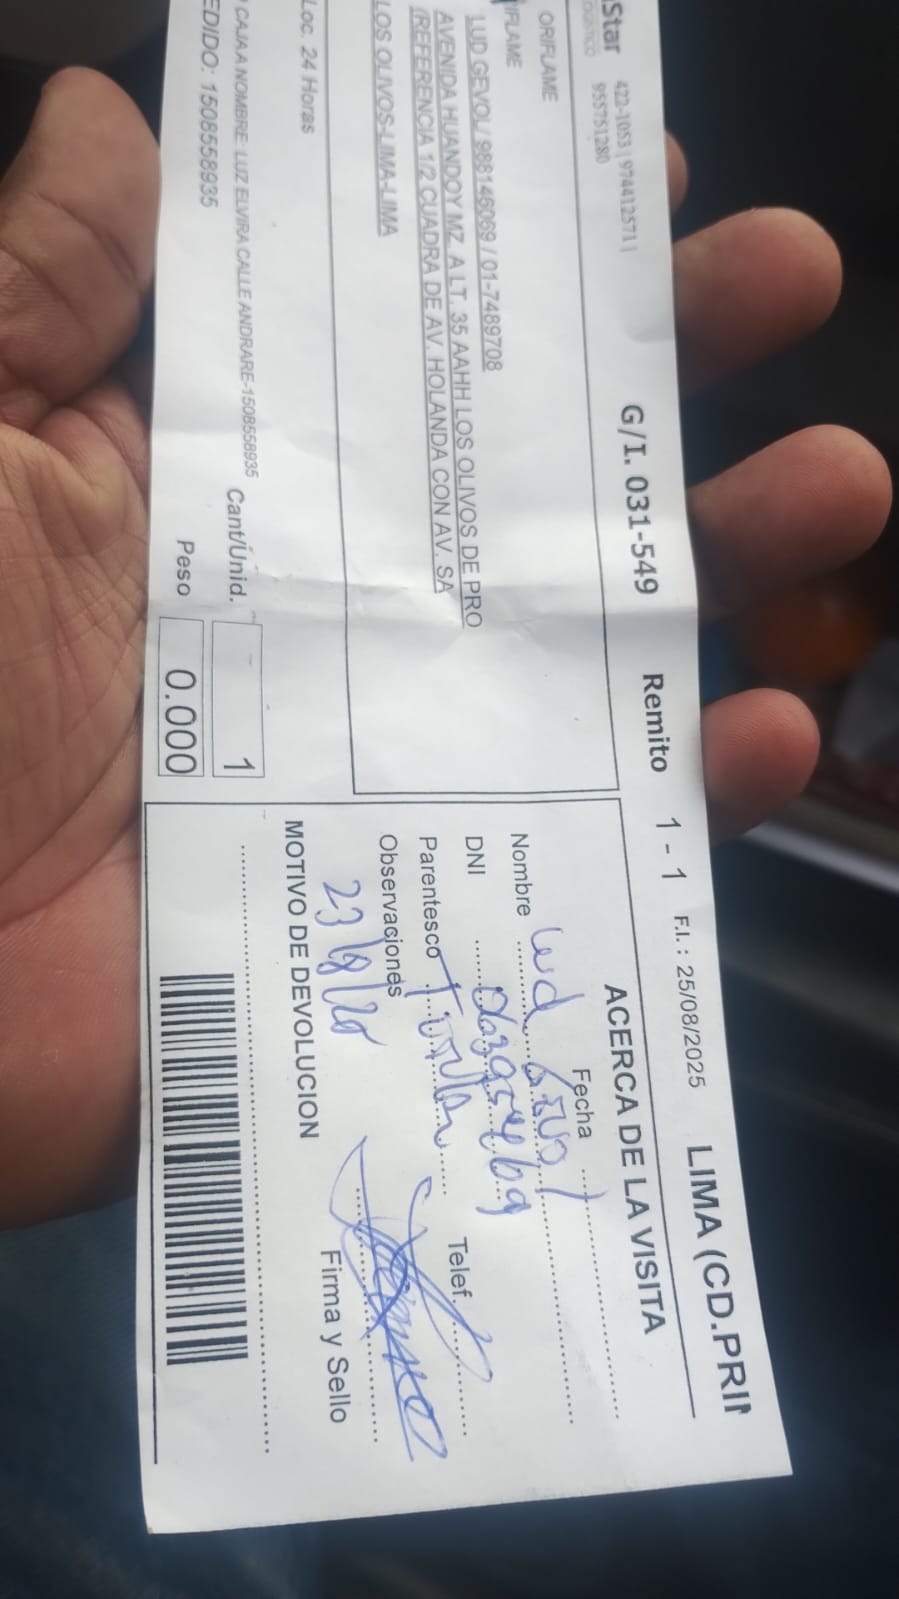 Star 422-1053 | 974412571 |
955751280
G/I. 031-549 Remito 1 - 1 F.I. : 25/08/2025 LIMA (CD.PRI
ORIFLAME
IFLAME
LUD GEVOL/ 988146069 / 01-7489708
AVENIDA HUANDOY MZ. A LT. 35 AAHH LOS OLIVOS DE PRO
(REFERENCIA 1/2 CUADRA DE AV. HOLANDA CON AV. SA
LOS OLIVOS-LIMA-LIMA
Loc. 24 Horas
CAJA A NOMBRE: LUZ ELVIRA CALLE ANDRARE-1508558935
EDIDO: 1508558935
Cant/Unid. 1
Peso 0.000
ACERCA DE LA VISITA
Fecha
Nombre Lud Gevol
DNI
Parentesco Titular Telef.
Observaciones
23/8/25
Firma y Sello
MOTIVO DE DEVOLUCION